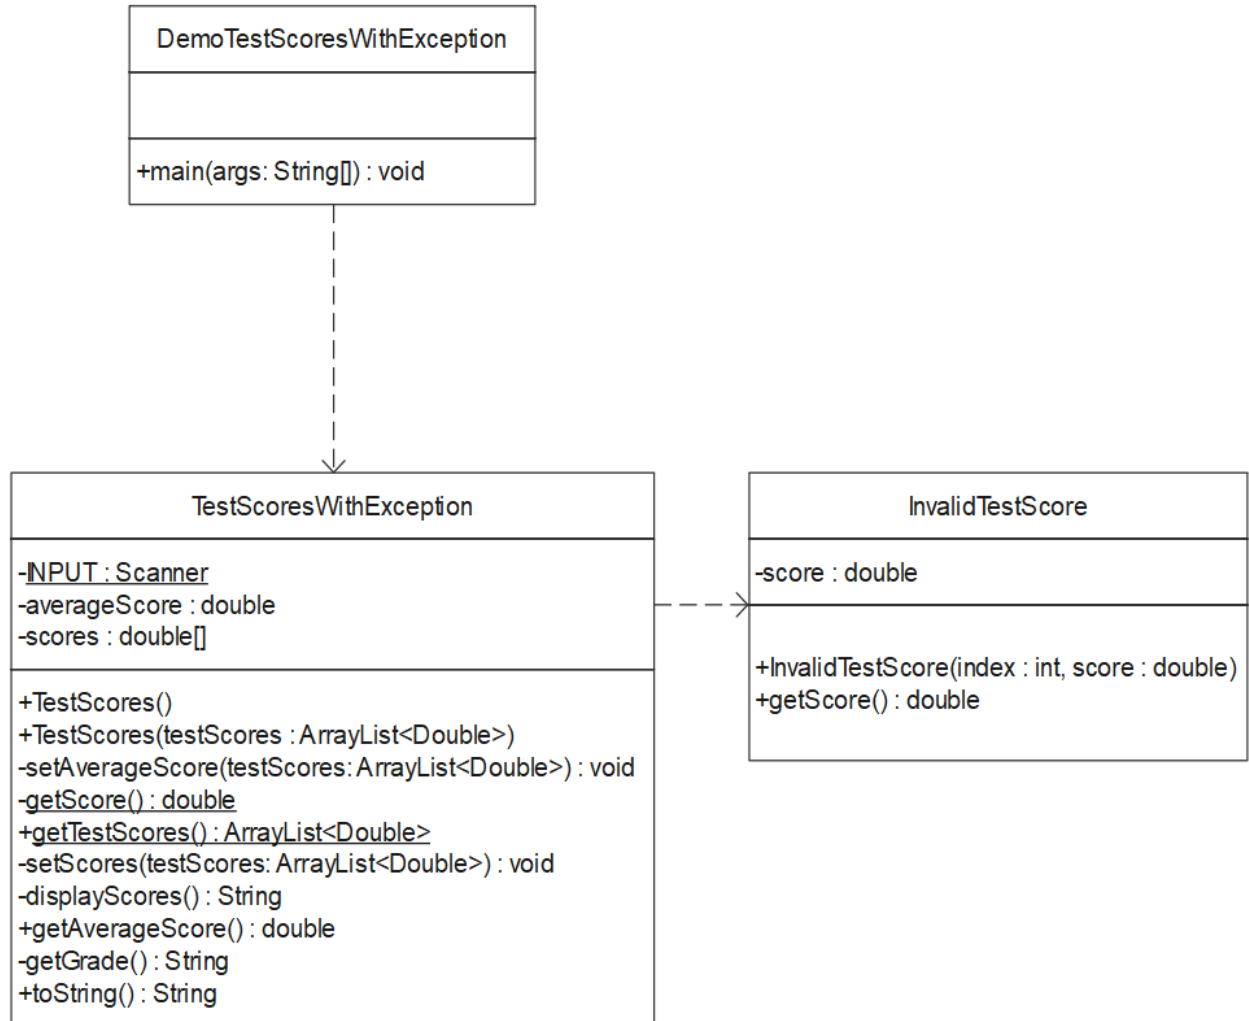 DemoTestScoresWithException
+main(args: String[]) : void
TestScoresWithException
-INPUT : Scanner
-averageScore : double
-scores : double[]
+TestScores()
+TestScores(testScores : ArrayList<Double>)
-setAverageScore(testScores: ArrayList<Double>) : void
-getScore() : double
+getTestScores() : ArrayList<Double>
-setScores(testScores: ArrayList<Double>) : void
-displayScores() : String
+getAverageScore() : double
-getGrade() : String
+toString() : String
InvalidTestScore
-score : double
+InvalidTestScore(index : int, score : double)
+getScore() : double